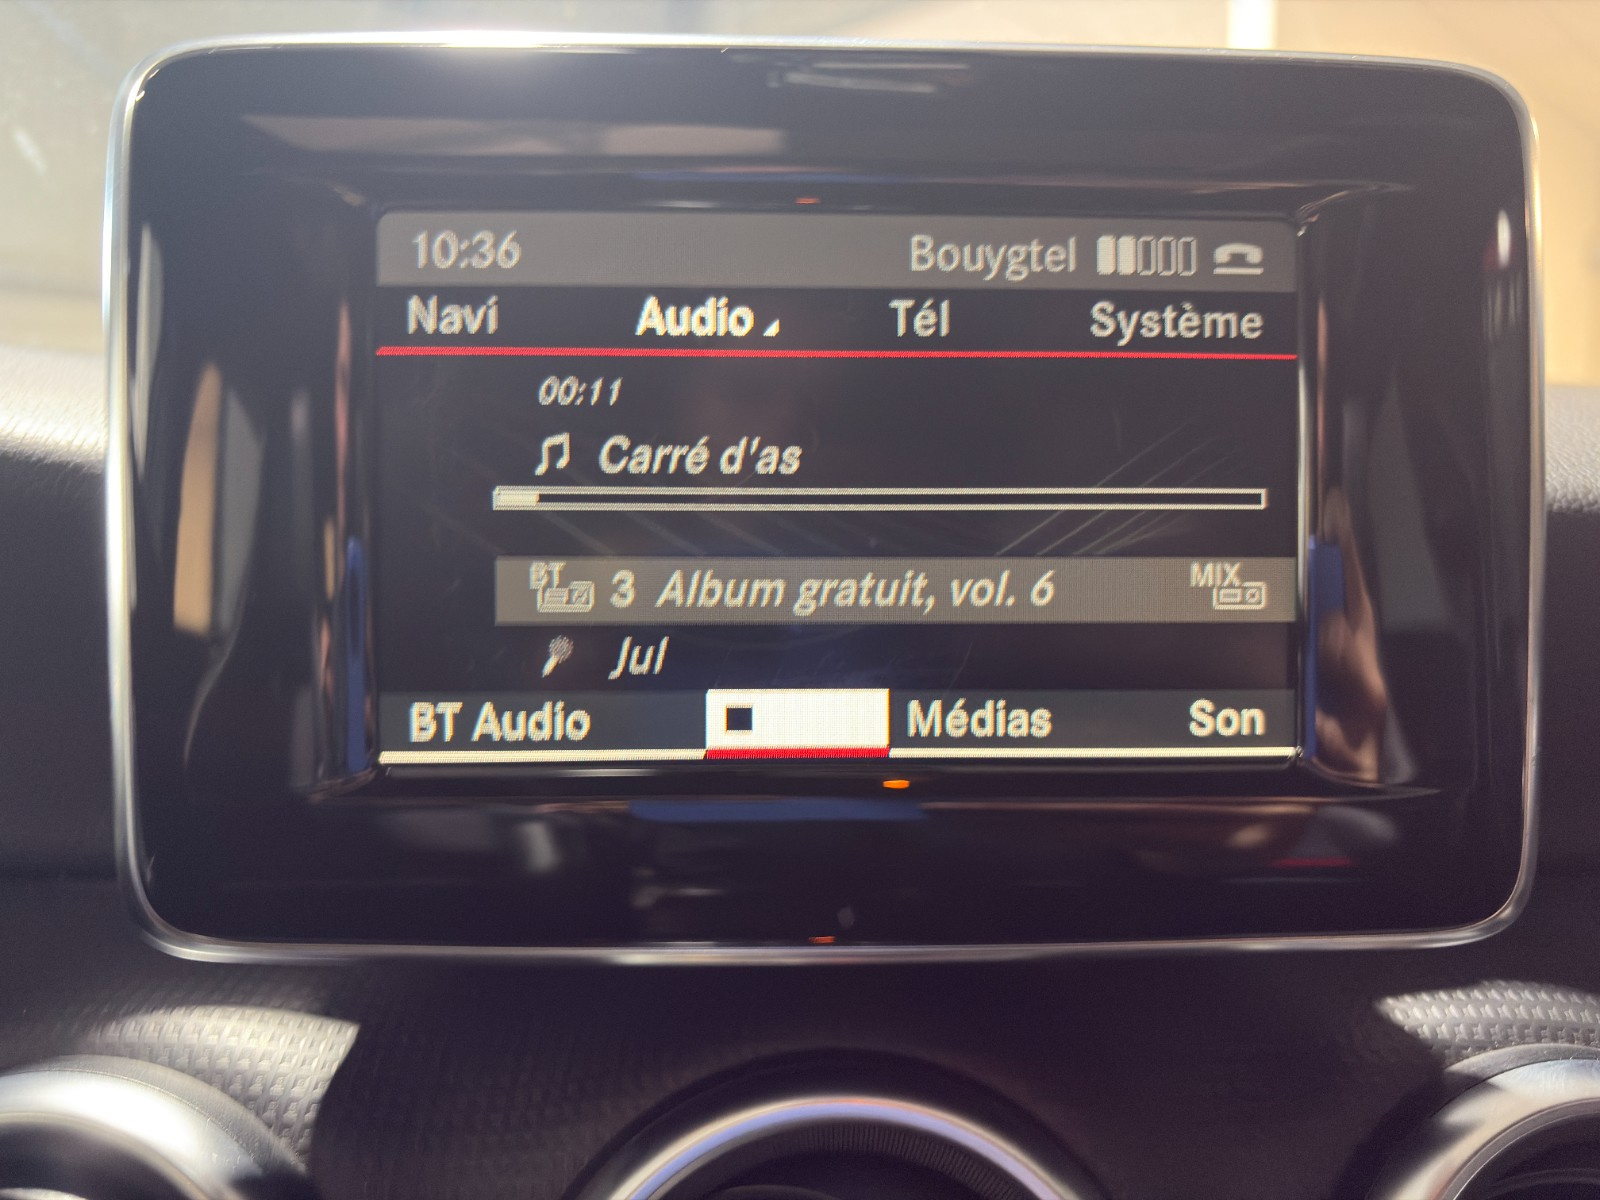 10:36 Bouygtel
Navi Audio Tél Système
00:11
Carré d'as
BT 3 Album gratuit, vol. 6 MIX
Jul
BT Audio Médias Son